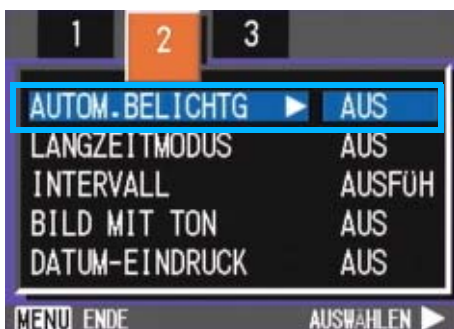 1 2 3
AUTOM.BELICHTG ▶ AUS
LANGZEITMODUS AUS
INTERVALL AUSFÜH
BILD MIT TON AUS
DATUM-EINDRUCK AUS
MENU ENDE AUSWÄHLEN ▶